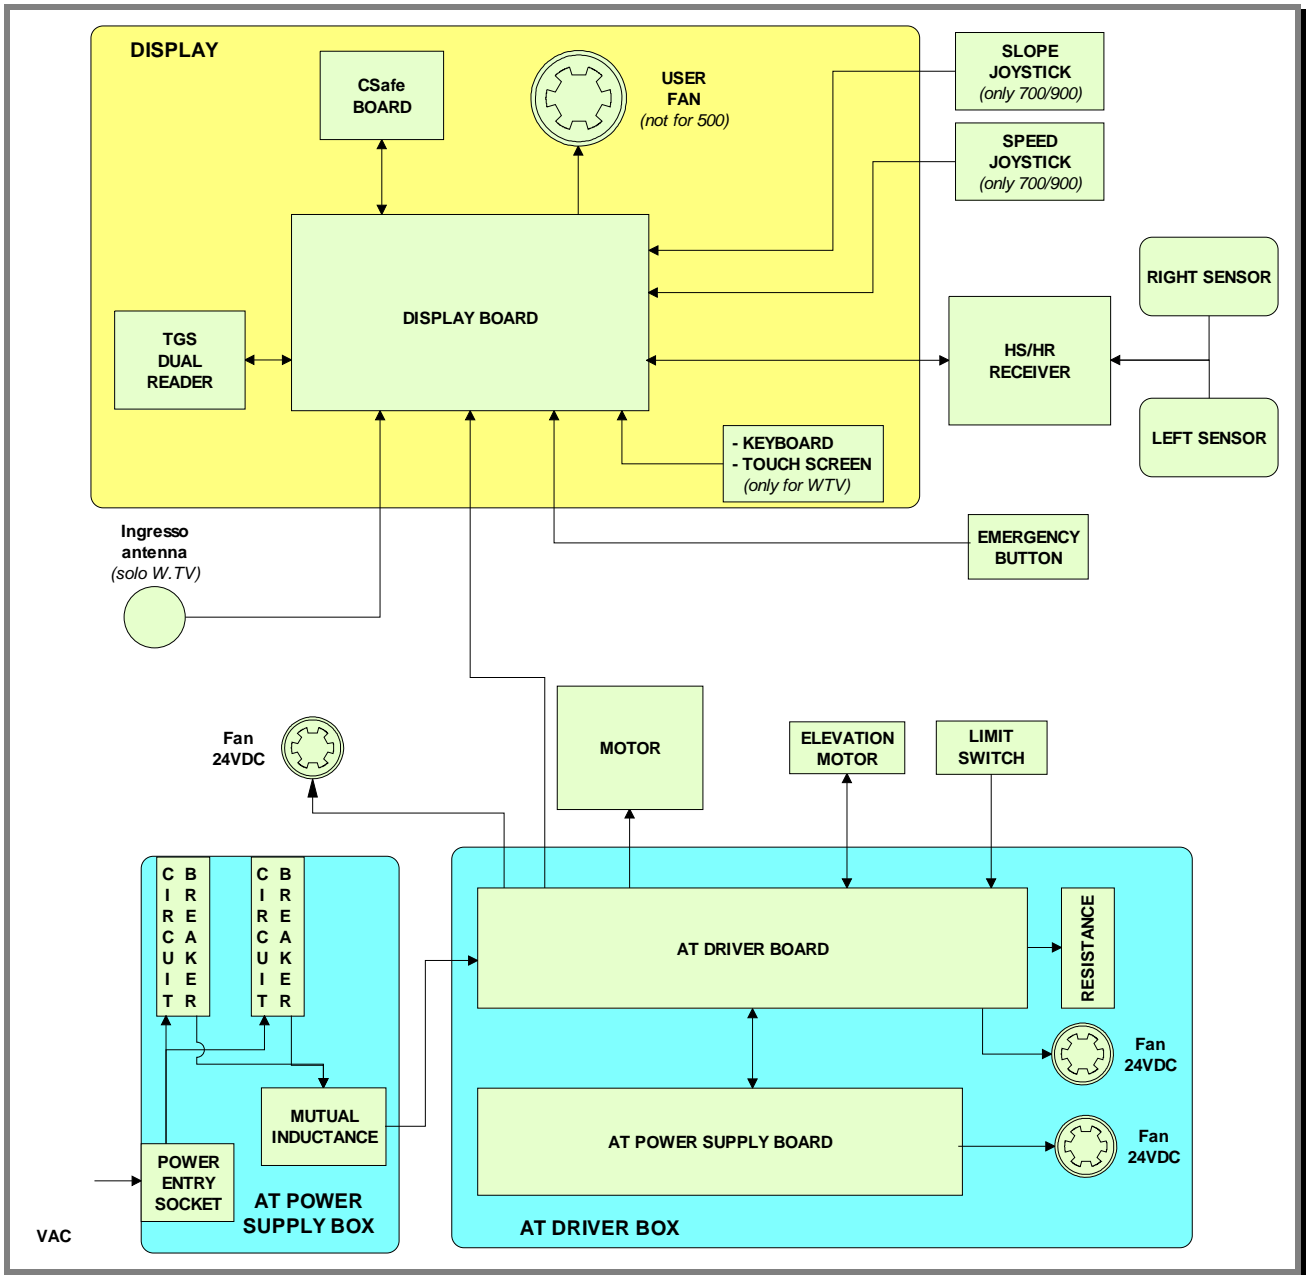 DISPLAY
CSafe
BOARD
USER
FAN
(not for 500)
SLOPE
JOYSTICK
(only 700/900)
SPEED
JOYSTICK
(only 700/900)
RIGHT SENSOR
DISPLAY BOARD
TGS
DUAL
READER
HS/HR
RECEIVER
LEFT SENSOR
- KEYBOARD
- TOUCH SCREEN
(only for WTV)
Ingresso
antenna
(solo W.TV)
EMERGENCY
BUTTON
Fan
24VDC
MOTOR
ELEVATION
MOTOR
LIMIT
SWITCH
CIRCUIT
BREAKER
CIRCUIT
BREAKER
AT DRIVER BOARD
RESISTANCE
Fan
24VDC
MUTUAL
INDUCTANCE
AT POWER SUPPLY BOARD
Fan
24VDC
POWER
ENTRY
SOCKET
AT POWER
SUPPLY BOX
AT DRIVER BOX
VAC